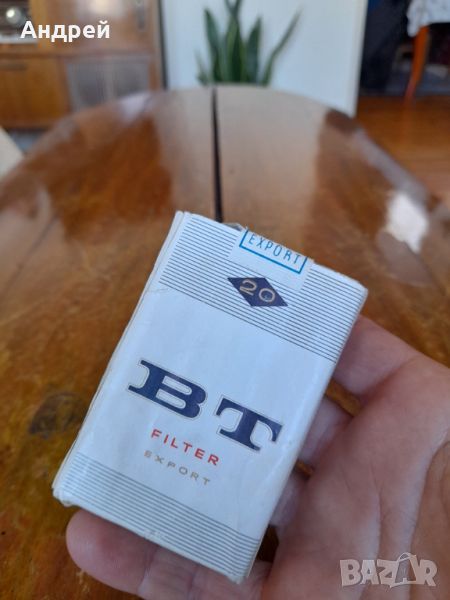 Андрей
EXPORT
20
BT
FILTER
EXPORT
BAZAR